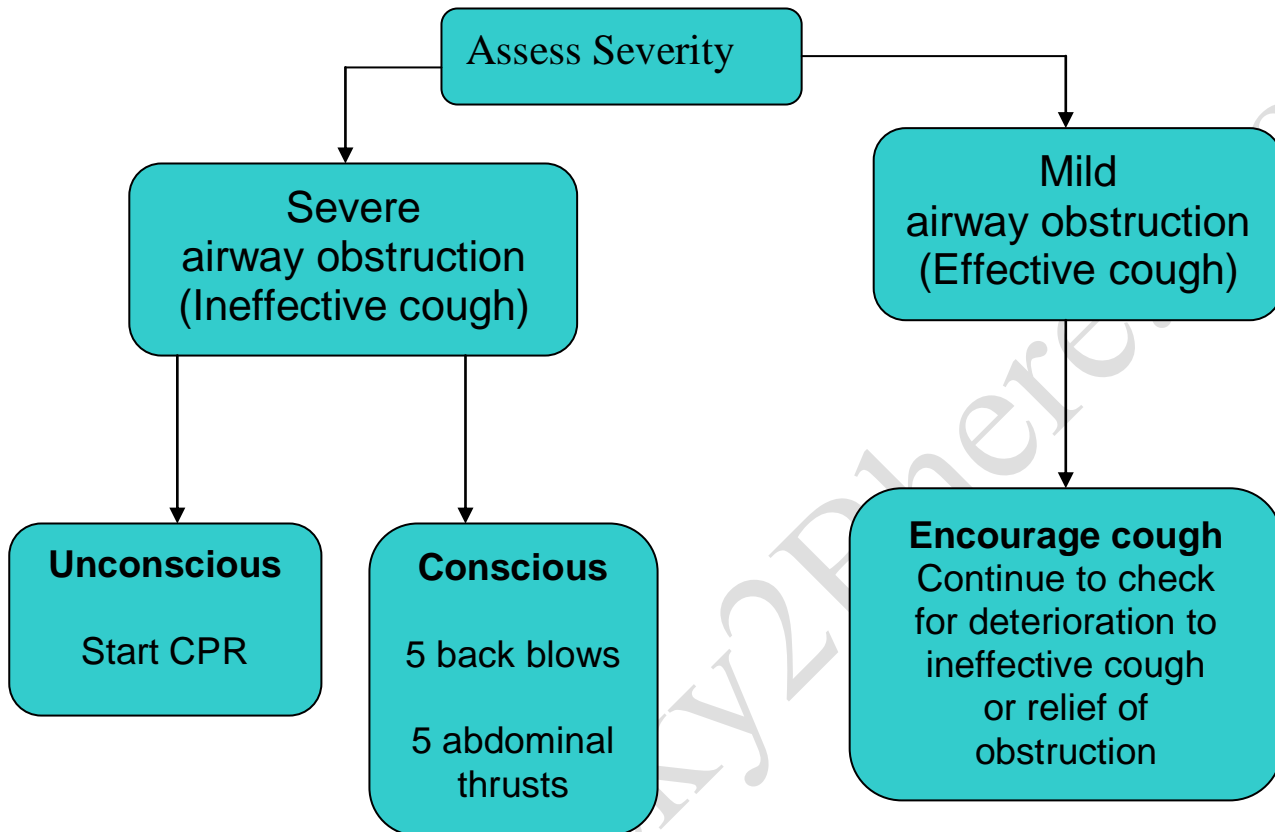 Assess Severity
Severe
airway obstruction
(Ineffective cough)
Mild
airway obstruction
(Effective cough)
Unconscious
Start CPR
Conscious
5 back blows
5 abdominal
thrusts
Encourage cough
Continue to check
for deterioration to
ineffective cough
or relief of
obstruction